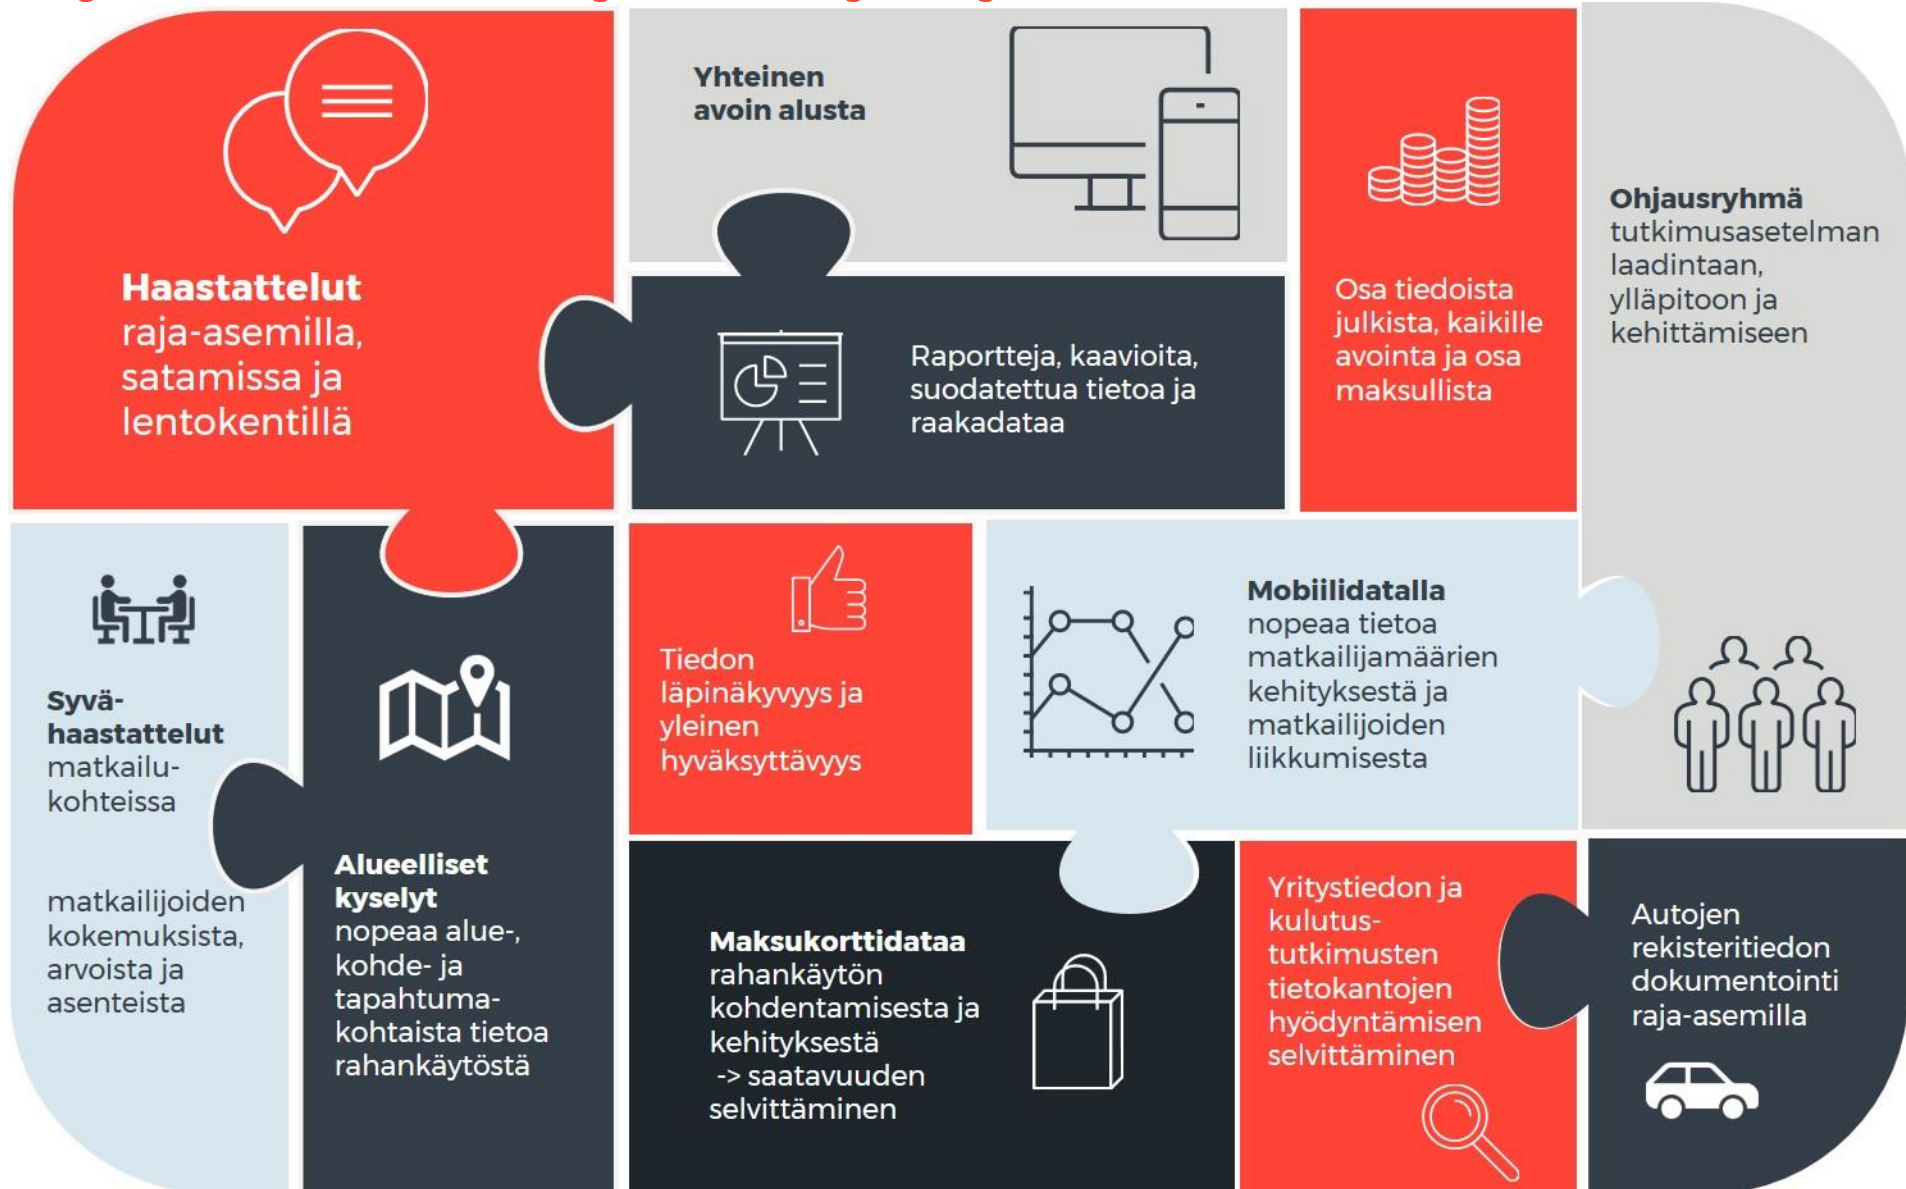 Haastattelut
raja-asemilla,
satamissa ja
lentokentillä
Yhteinen
avoin alusta
Raportteja, kaavioita,
suodatettua tietoa ja
raakadataa
Osa tiedoista
julkista, kaikille
avointa ja osa
maksullista
Ohjausryhmä
tutkimusasetelman
laadintaan,
ylläpitoon ja
kehittämiseen
Syvä-
haastattelut
matkailu-
kohteissa
matkailijoiden
kokemuksista,
arvoista ja
asenteista
Alueelliset
kyselyt
nopeaa alue-,
kohde- ja
tapahtuma-
kohtaista tietoa
rahankäytöstä
Tiedon
läpinäkyvyys ja
yleinen
hyväksyttävyys
Mobiilidatalla
nopeaa tietoa
matkailijamäärien
kehityksestä ja
matkailijoiden
liikkumisesta
Maksukorttidataa
rahankäytön
kohdentamisesta ja
kehityksestä
-> saatavuuden
selvittäminen
Yritystiedon ja
kulutus-
tutkimusten
tietokantojen
hyödyntämisen
selvittäminen
Autojen
rekisteritiedon
dokumentointi
raja-asemilla